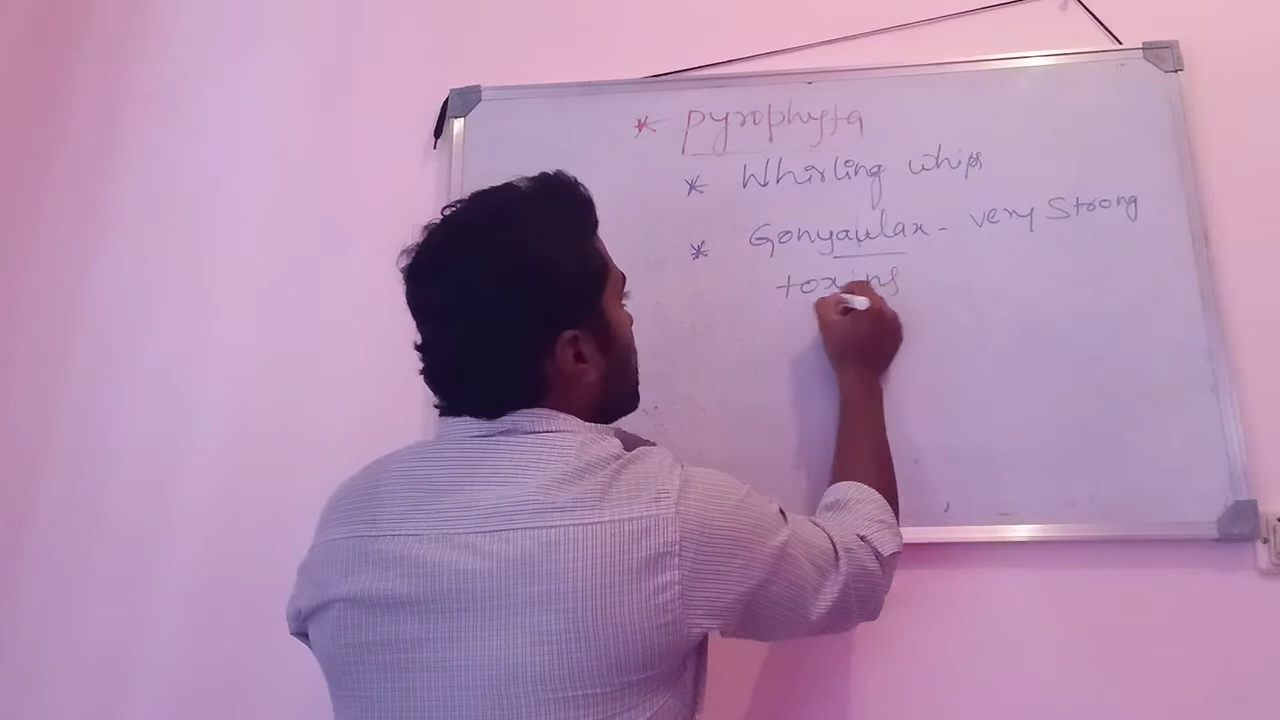 * Pyrophyta
* Whirling whips
* Gonyaulax - very Strong
toxins